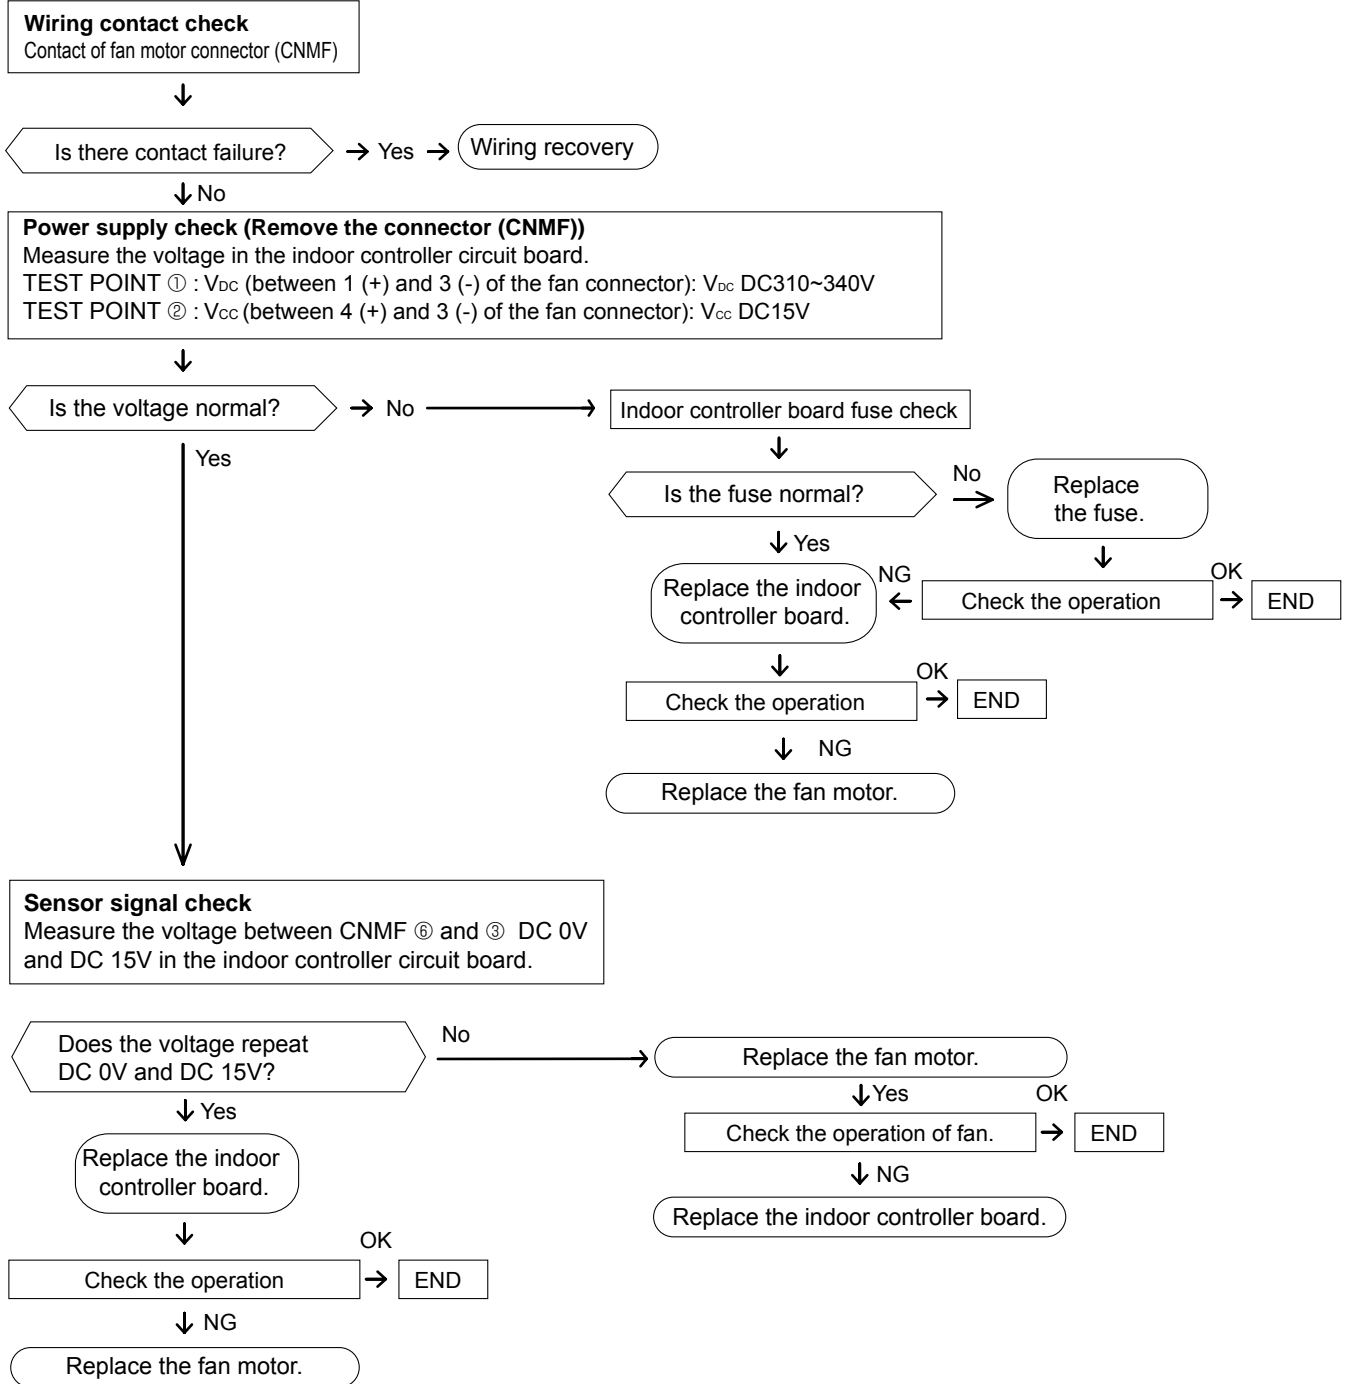 Wiring contact check
Contact of fan motor connector (CNMF)
Is there contact failure?
Yes
Wiring recovery
No
Power supply check (Remove the connector (CNMF))
Measure the voltage in the indoor controller circuit board.
TEST POINT ① : VDC (between 1 (+) and 3 (-) of the fan connector): VDC DC310~340V
TEST POINT ② : VCC (between 4 (+) and 3 (-) of the fan connector): VCC DC15V
Is the voltage normal?
No
Indoor controller board fuse check
Yes
Is the fuse normal?
No
Replace
the fuse.
Yes
Replace the indoor
controller board.
NG
Check the operation
OK
END
Check the operation
OK
END
NG
Replace the fan motor.
Sensor signal check
Measure the voltage between CNMF ⑥ and ③ DC 0V
and DC 15V in the indoor controller circuit board.
Does the voltage repeat
DC 0V and DC 15V?
No
Replace the fan motor.
Yes
OK
Check the operation of fan.
END
NG
Replace the indoor controller board.
Yes
Replace the indoor
controller board.
OK
Check the operation
END
NG
Replace the fan motor.